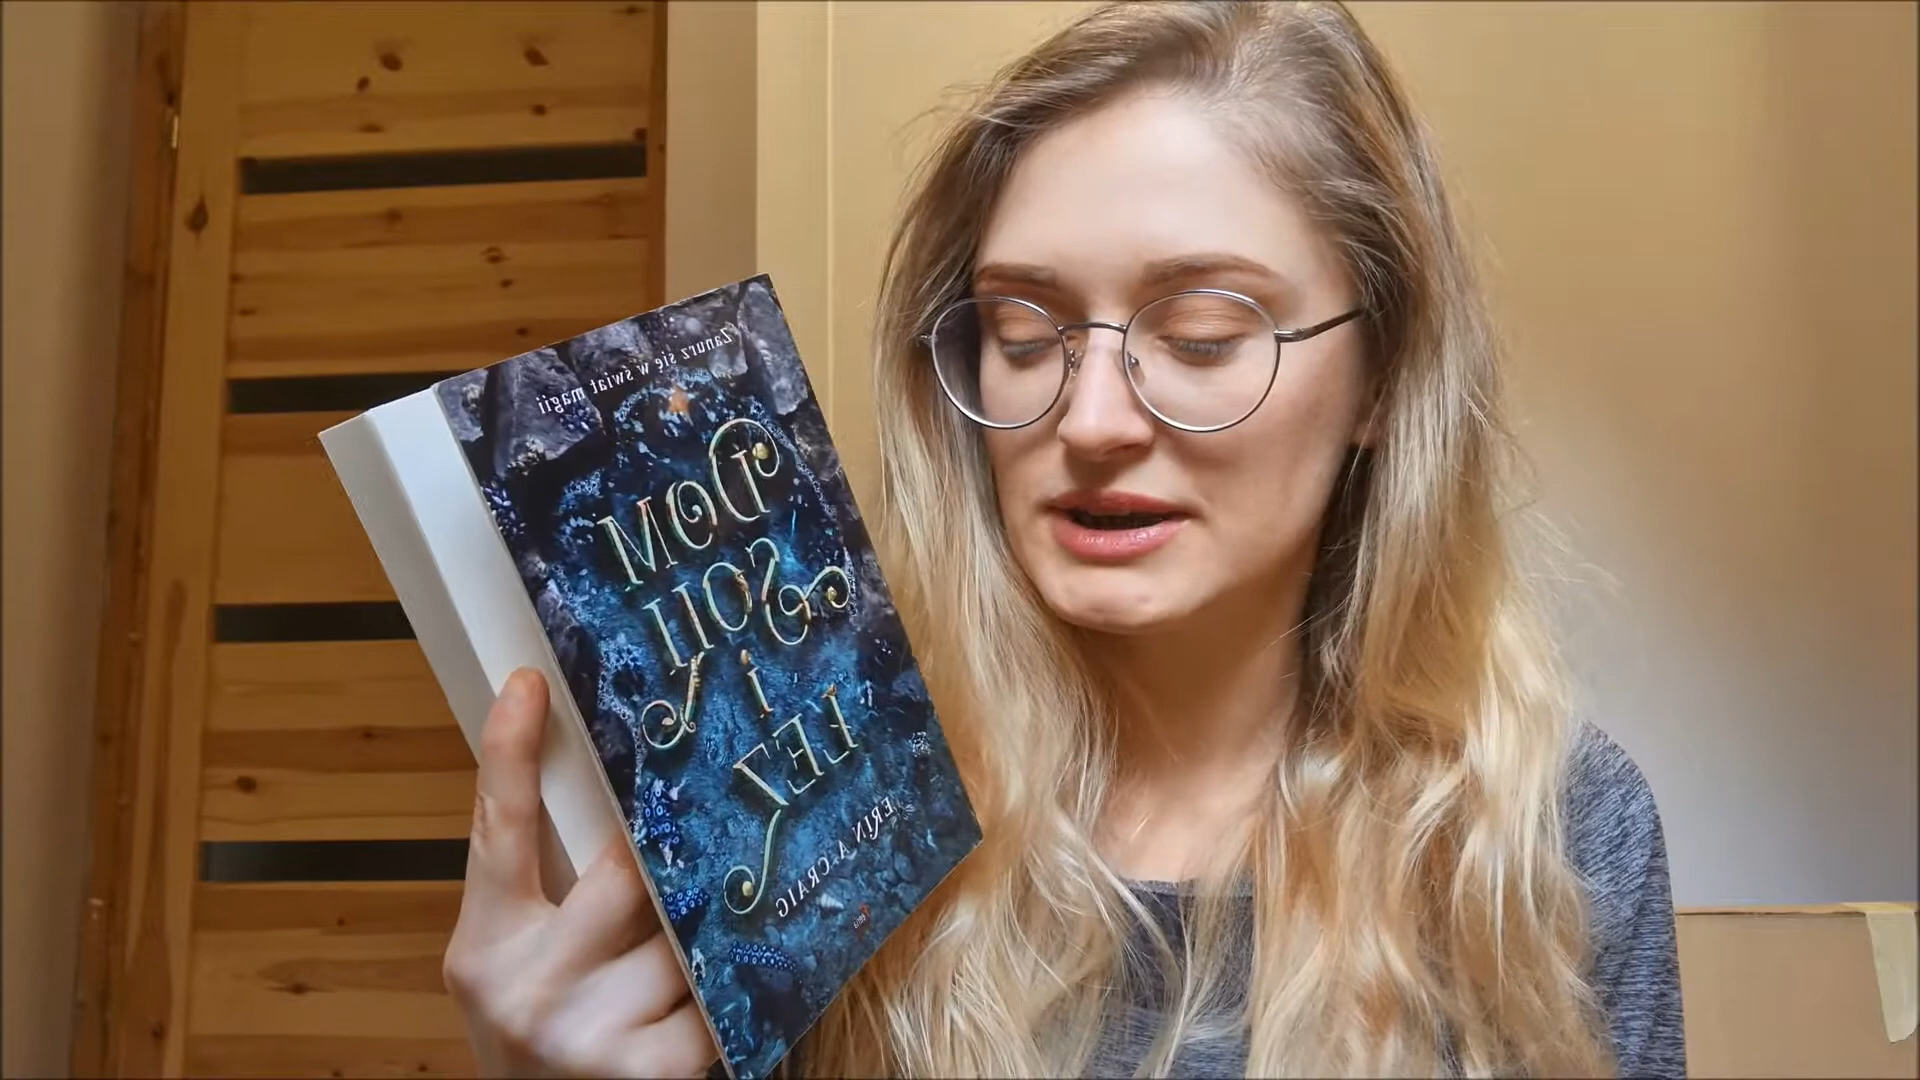 Zanurz się w świat magii
DOM
SOLI
I
ŁEZ
ERIN A. CRAIG